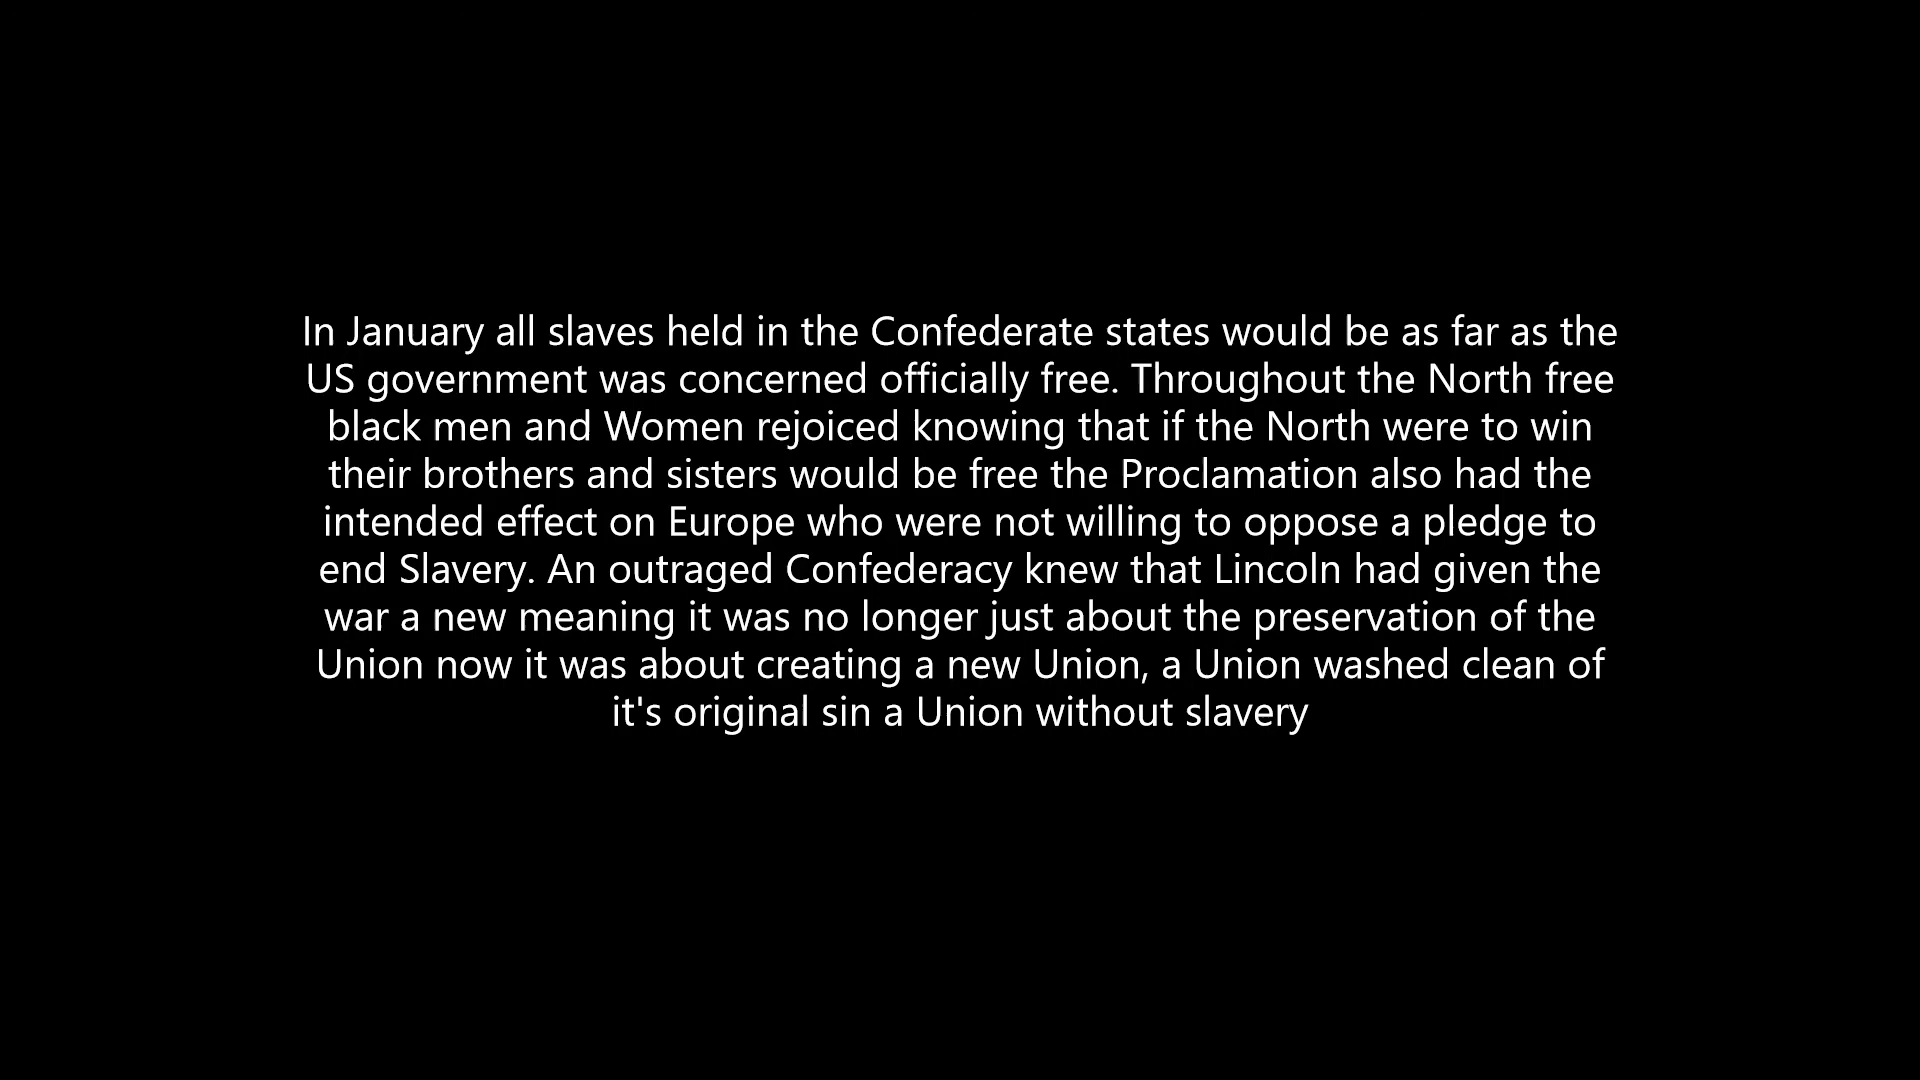 In January all slaves held in the Confederate states would be as far as the
US government was concerned officially free. Throughout the North free
black men and Women rejoiced knowing that if the North were to win
their brothers and sisters would be free the Proclamation also had the
intended effect on Europe who were not willing to oppose a pledge to
end Slavery. An outraged Confederacy knew that Lincoln had given the
war a new meaning it was no longer just about the preservation of the
Union now it was about creating a new Union, a Union washed clean of
it's original sin a Union without slavery